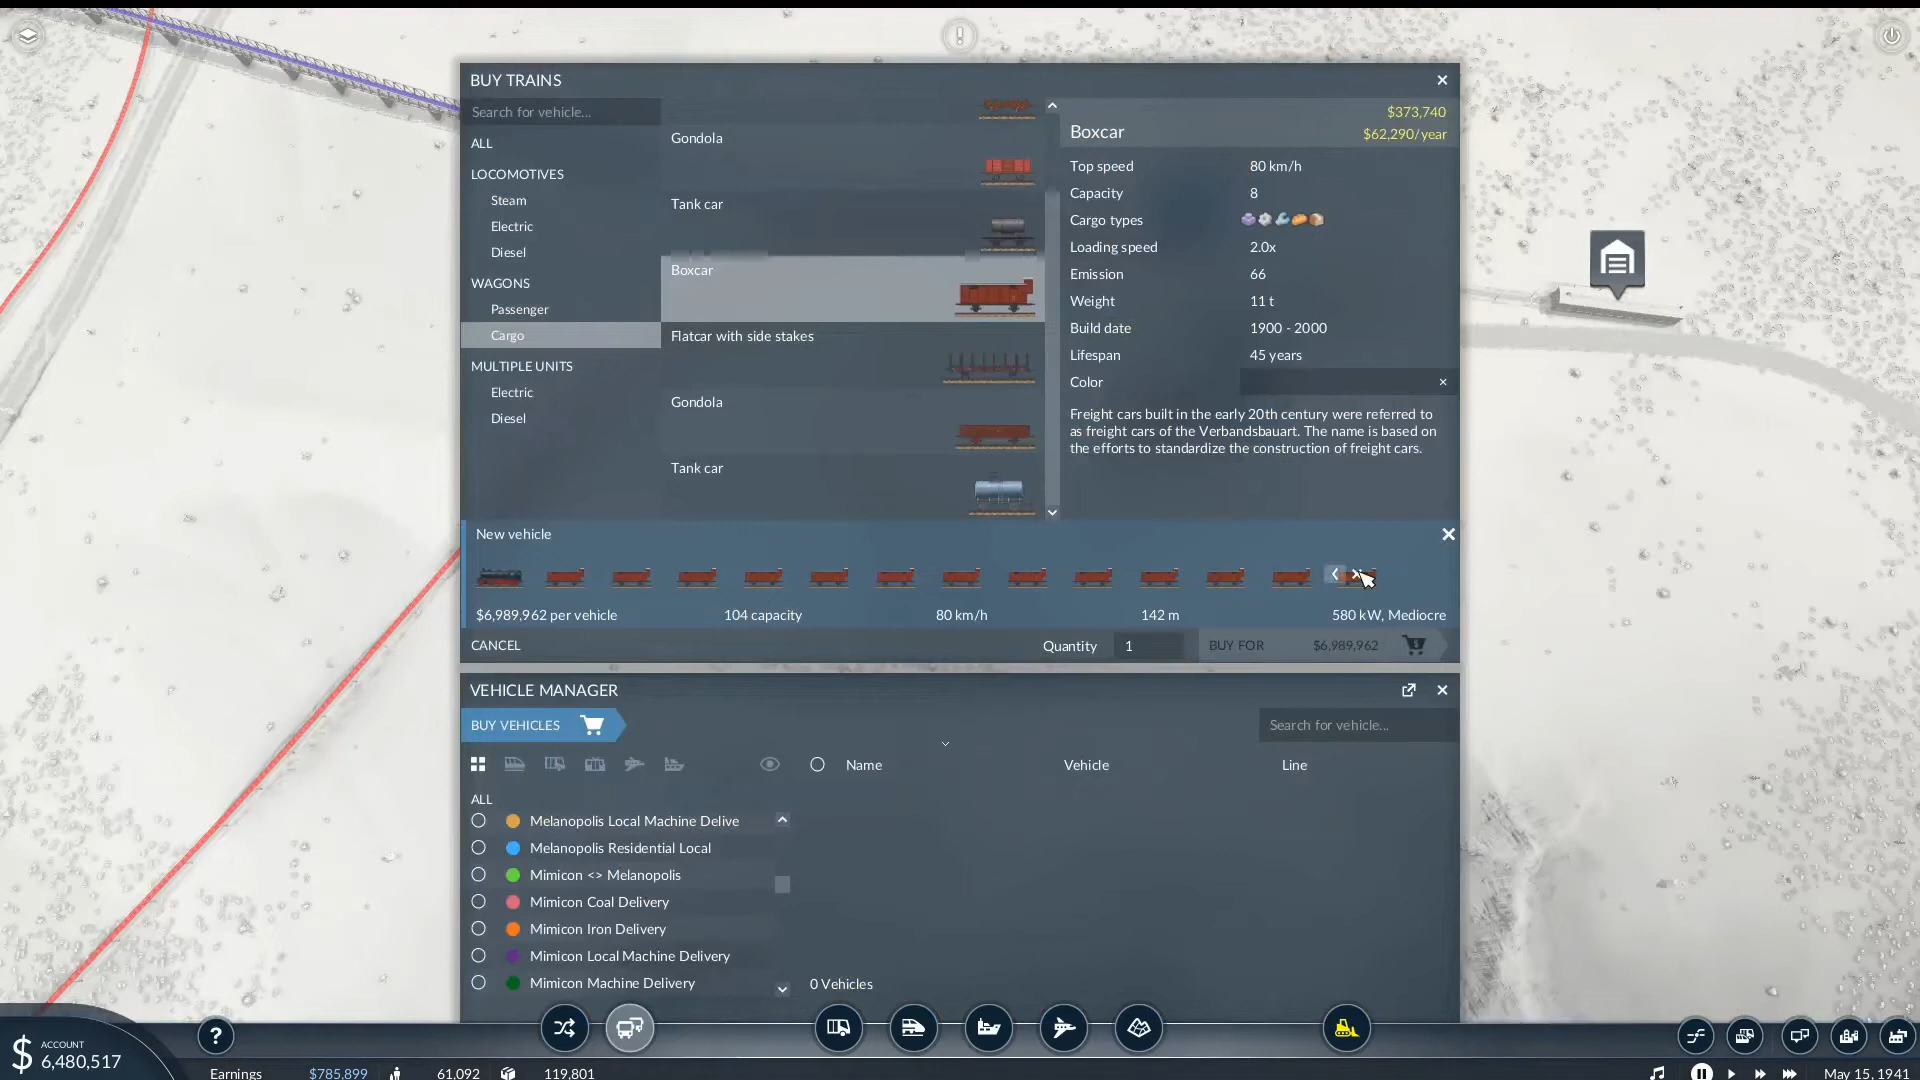 BUY TRAINS
Search for vehicle...
ALL
LOCOMOTIVES
Steam
Electric
Diesel
WAGONS
Passenger
Cargo
MULTIPLE UNITS
Electric
Diesel
Gondola
Tank car
Boxcar
Flatcar with side stakes
Gondola
Tank car
$373,740
Boxcar
$62,290/year
Top speed 80 km/h
Capacity 8
Cargo types
Loading speed 2.0x
Emission 66
Weight 11 t
Build date 1900 - 2000
Lifespan 45 years
Color
Freight cars built in the early 20th century were referred to
as freight cars of the Verbandsbauart. The name is based on
the efforts to standardize the construction of freight cars.
New vehicle
$6,989,962 per vehicle 104 capacity 80 km/h 142 m 580 kW, Mediocre
CANCEL Quantity 1 BUY FOR $6,989,962
VEHICLE MANAGER
BUY VEHICLES Search for vehicle...
Name Vehicle Line
ALL
Melanopolis Local Machine Delive
Melanopolis Residential Local
Mimicon <> Melanopolis
Mimicon Coal Delivery
Mimicon Iron Delivery
Mimicon Local Machine Delivery
Mimicon Machine Delivery
0 Vehicles
$ ACCOUNT
6,480,517
?
Earnings $785,899 61,092 119,801 May 15, 1941